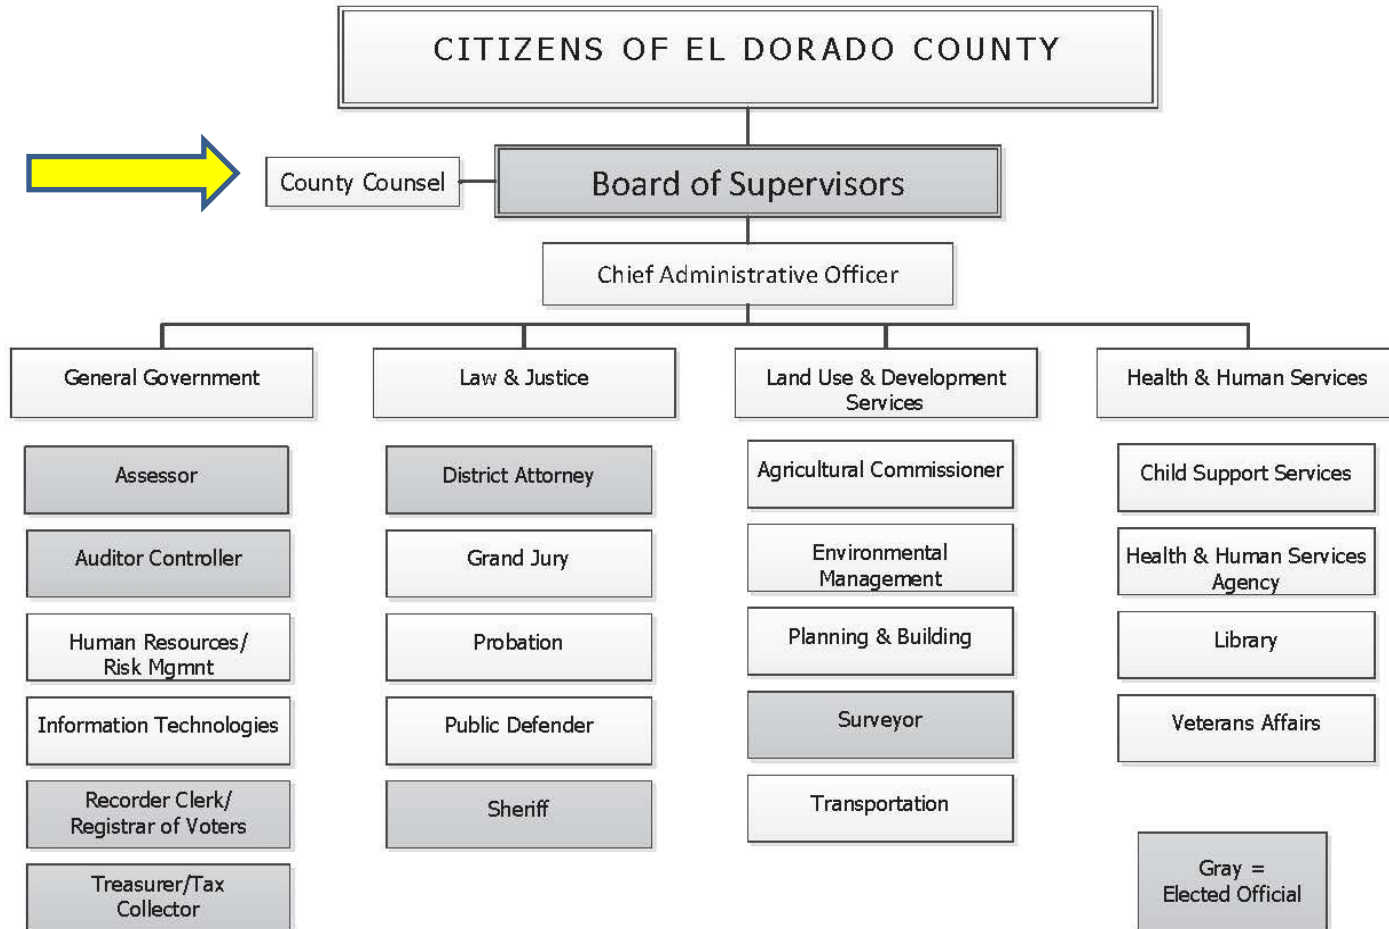 CITIZENS OF EL DORADO COUNTY
County Counsel
Board of Supervisors
Chief Administrative Officer
General Government
Law & Justice
Land Use & Development
Services
Health & Human Services
Assessor
Auditor Controller
Human Resources/
Risk Mgmnt
Information Technologies
Recorder Clerk/
Registrar of Voters
Treasurer/Tax
Collector
District Attorney
Grand Jury
Probation
Public Defender
Sheriff
Agricultural Commissioner
Environmental
Management
Planning & Building
Surveyor
Transportation
Child Support Services
Health & Human Services
Agency
Library
Veterans Affairs
Gray =
Elected Official